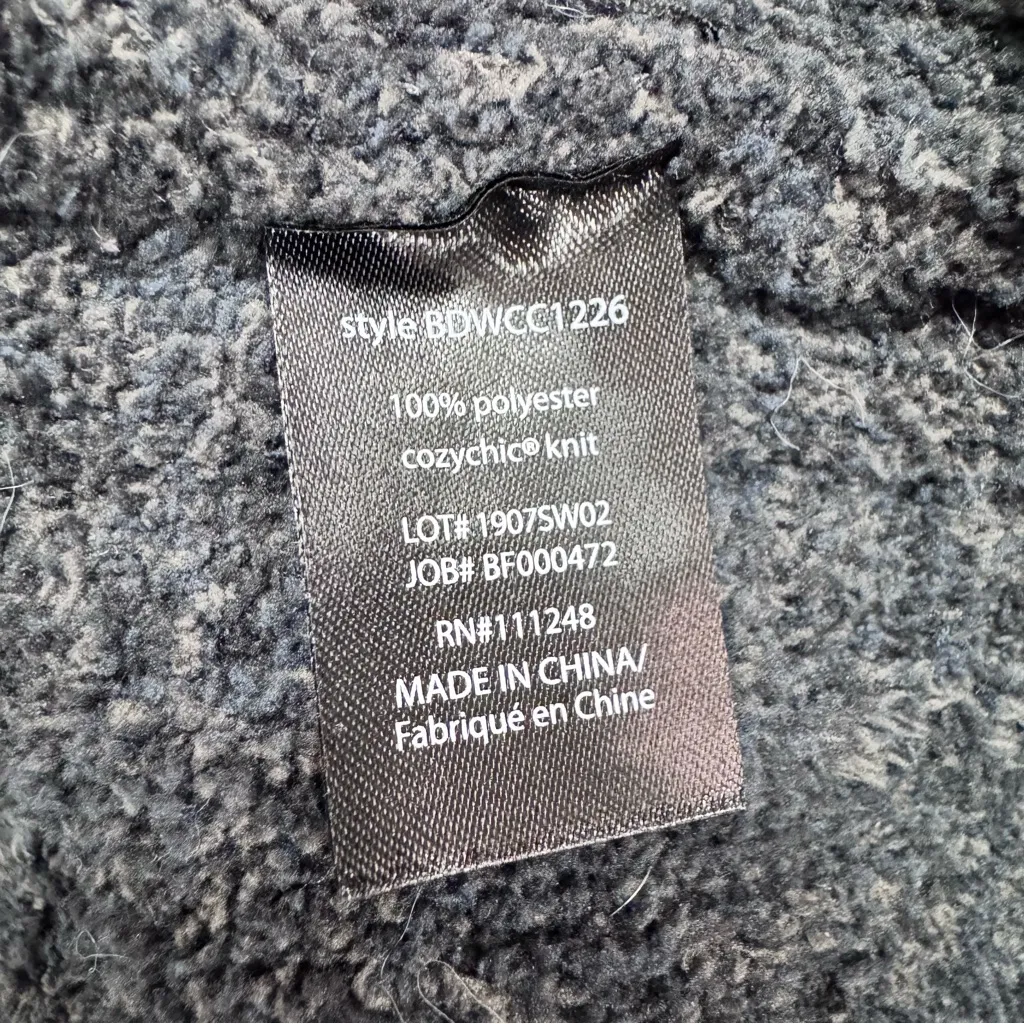 style BDWCC1226
100% polyester
cozychic® knit
LOT# 1907SW02
JOB# BF000472
RN#111248
MADE IN CHINA/
Fabriqué en Chine